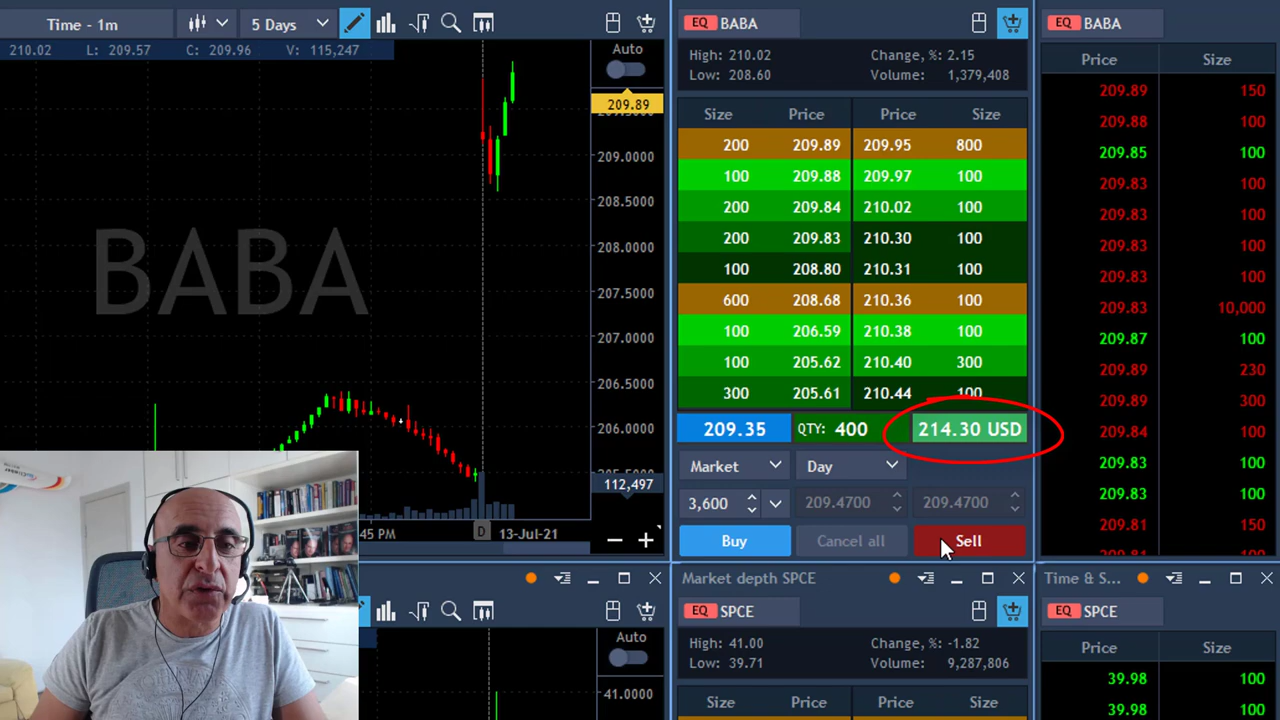 Time - 1m
5 Days
210.02 L: 209.57 C: 209.96 V: 115,247
Auto
209.89
209.0000
208.5000
208.0000
207.5000
207.0000
206.5000
206.0000
112,497
BABA
45 PM
D
13-Jul-21
EQ BABA
High: 210.02 Change, %: 2.15
Low: 208.60 Volume: 1,379,408
Size Price Price Size
200 209.89 209.95 800
100 209.88 209.97 100
200 209.84 210.02 100
200 209.83 210.30 100
100 208.80 210.31 100
600 208.68 210.36 100
100 206.59 210.38 100
100 205.62 210.40 300
300 205.61 210.44 100
209.35 QTY: 400 214.30 USD
Market Day
3,600 209.4700 209.4700
Buy Cancel all Sell
EQ BABA
Price Size
209.89 150
209.88 100
209.85 100
209.83 100
209.83 100
209.83 100
209.83 100
209.83 10,000
209.87 100
209.89 230
209.89 300
209.84 100
209.83 100
209.83 100
209.81 150
209.81 100
Auto
41.0000
Market depth SPCE
EQ SPCE
High: 41.00 Change, %: -1.82
Low: 39.71 Volume: 9,287,806
Size Price Price Size
Time & S...
EQ SPCE
Price Size
39.98 100
39.98 100